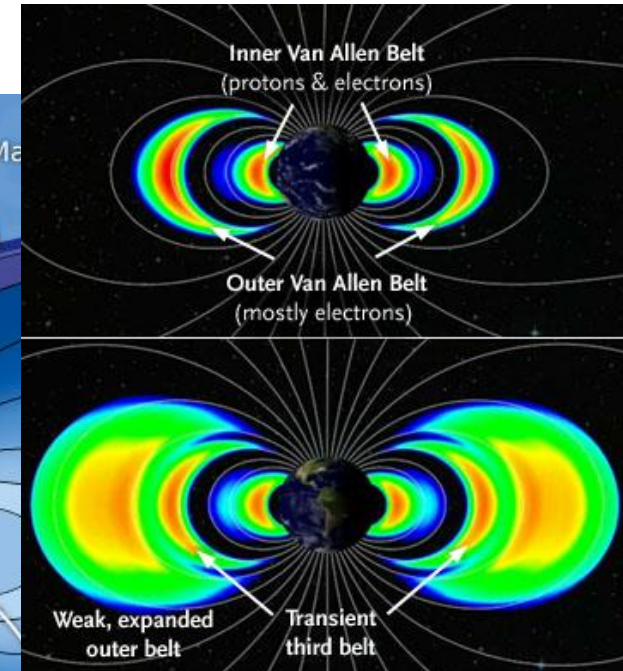 Inner Van Allen Belt
(protons & electrons)
Outer Van Allen Belt
(mostly electrons)
Weak, expanded
outer belt
Transient
third belt